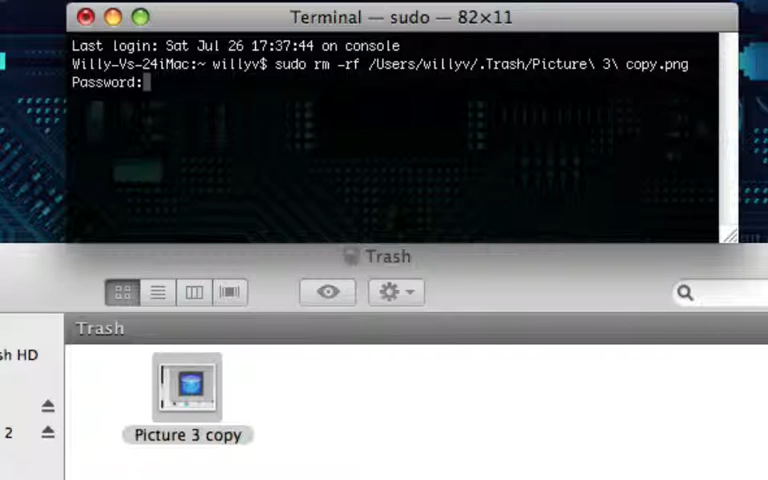 Terminal — sudo — 82×11
Last login: Sat Jul 26 17:37:44 on console
Willy-Vs-24iMac:~ willyv$ sudo rm -rf /Users/willyv/.Trash/Picture\ 3\ copy.png
Password:
Trash
Trash
sh HD
2
Picture 3 copy